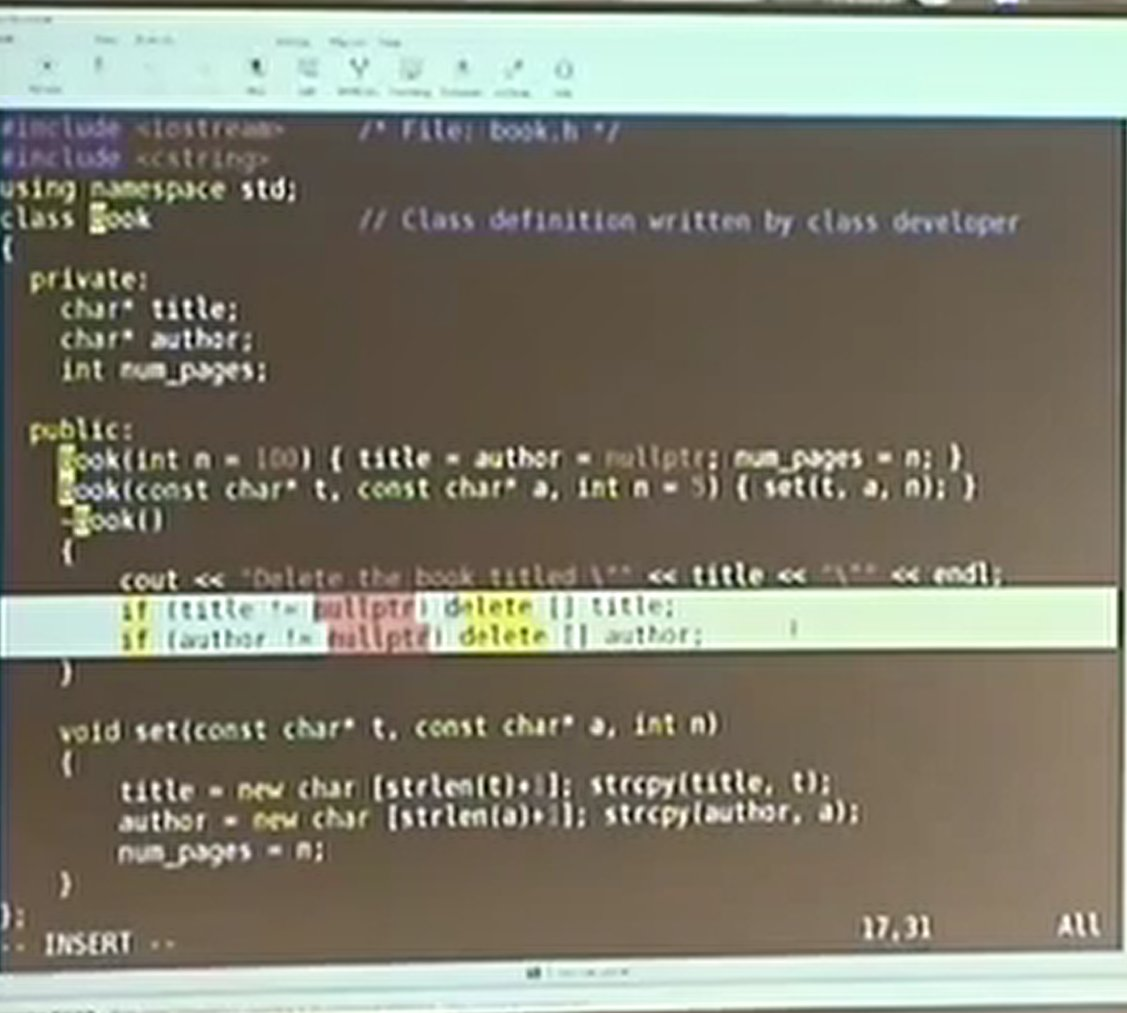 #include <iostream>     /* File: book.h */
#include <cstring>
using namespace std;
class Book              // Class definition written by class developer
{
  private:
    char* title;
    char* author;
    int num_pages;
  public:
    Book(int n = 100) { title = author = nullptr; num_pages = n; }
    Book(const char* t, const char* a, int n = 5) { set(t, a, n); }
    ~Book()
    {
        cout << "Delete the book titled \"" << title << "\"" << endl;
        if (title != nullptr) delete [] title;
        if (author != nullptr) delete [] author;
    }
    void set(const char* t, const char* a, int n)
    {
        title = new char [strlen(t)+1]; strcpy(title, t);
        author = new char [strlen(a)+1]; strcpy(author, a);
        num_pages = n;
    }
};
-- INSERT --                                17,31        All